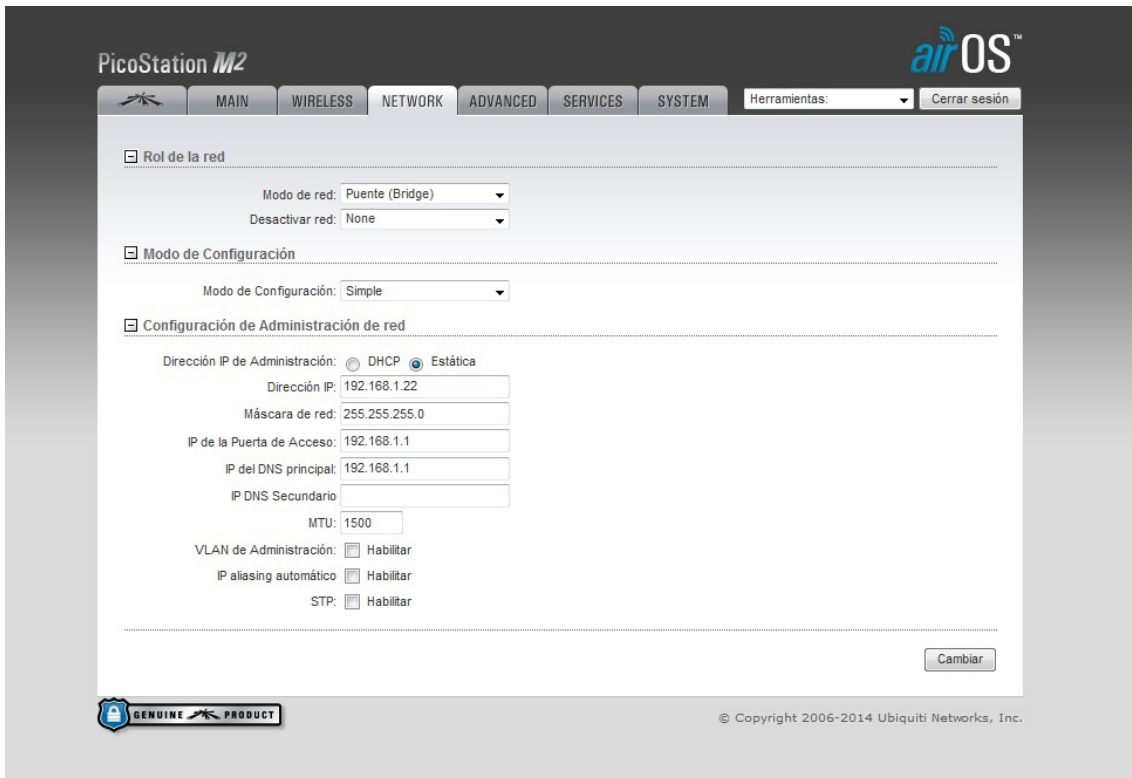 PicoStation M2
airOS™
MAIN WIRELESS NETWORK ADVANCED SERVICES SYSTEM Herramientas: Cerrar sesión
Rol de la red
Modo de red: Puente (Bridge)
Desactivar red: None
Modo de Configuración
Modo de Configuración: Simple
Configuración de Administración de red
Dirección IP de Administración: DHCP Estática
Dirección IP: 192.168.1.22
Máscara de red: 255.255.255.0
IP de la Puerta de Acceso: 192.168.1.1
IP del DNS principal: 192.168.1.1
IP DNS Secundario
MTU: 1500
VLAN de Administración: Habilitar
IP aliasing automático Habilitar
STP: Habilitar
Cambiar
GENUINE PRODUCT
© Copyright 2006-2014 Ubiquiti Networks, Inc.